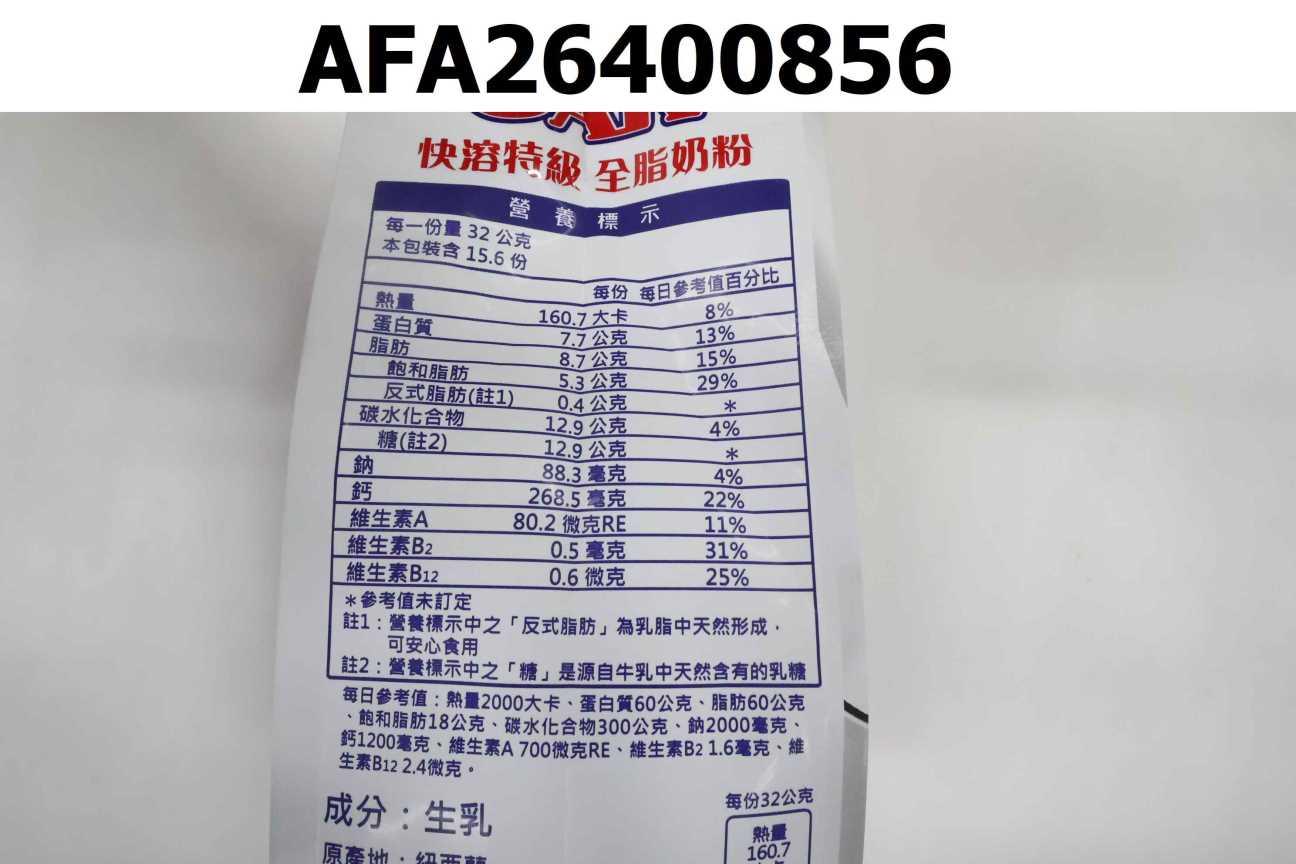 AFA26400856
快溶特級 全脂奶粉
營養標示
每一份量 32 公克
本包裝含 15.6 份
每份 每日參考值百分比
熱量 160.7 大卡 8%
蛋白質 7.7 公克 13%
脂肪 8.7 公克 15%
飽和脂肪 5.3 公克 29%
反式脂肪(註1) 0.4 公克 *
碳水化合物 12.9 公克 4%
糖(註2) 12.9 公克 *
鈉 88.3 毫克 4%
鈣 268.5 毫克 22%
維生素A 80.2 微克RE 11%
維生素B2 0.5 毫克 31%
維生素B12 0.6 微克 25%
*參考值未訂定
註1:營養標示中之「反式脂肪」為乳脂中天然形成，
可安心食用
註2:營養標示中之「糖」是源自牛乳中天然含有的乳糖
每日參考值:熱量2000大卡、蛋白質60公克、脂肪60公克
、飽和脂肪18公克、碳水化合物300公克、鈉2000毫克、
鈣1200毫克、維生素A 700微克RE、維生素B2 1.6毫克、維
生素B12 2.4微克。
成分:生乳
每份32公克
熱量
160.7
原產地:紐西蘭